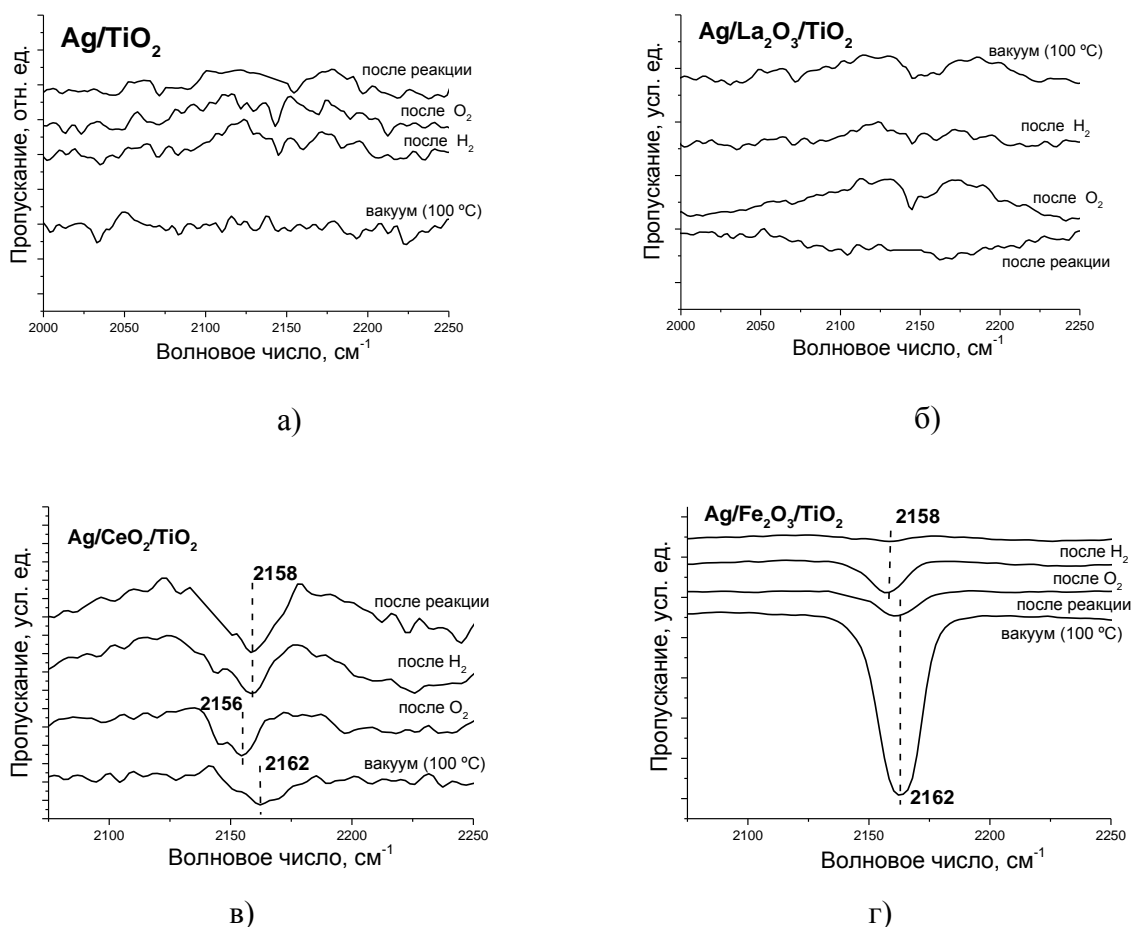 Ag/TiO₂
Пропускание, отн. ед.
после реакции
после O₂
после H₂
вакуум (100 ºC)
2000 2050 2100 2150 2200 2250
Волновое число, см⁻¹
а)
Ag/La₂O₃/TiO₂
Пропускание, усл. ед.
вакуум (100 ºC)
после H₂
после O₂
после реакции
2000 2050 2100 2150 2200 2250
Волновое число, см⁻¹
б)
Ag/CeO₂/TiO₂
Пропускание, усл. ед.
2158
после реакции
после H₂
2156
после O₂
2162
вакуум (100 ºC)
2100 2150 2200 2250
Волновое число, см⁻¹
в)
Ag/Fe₂O₃/TiO₂
Пропускание, усл. ед.
2158
после H₂
после O₂
после реакции
вакуум (100 ºC)
2162
2100 2150 2200 2250
Волновое число, см⁻¹
г)